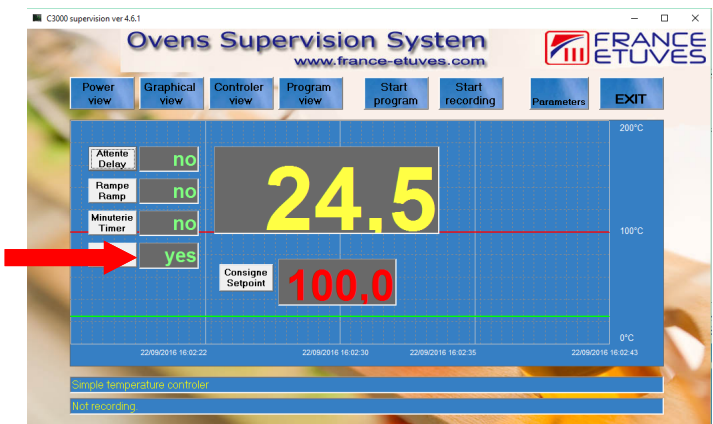 C3000 supervision ver 4.6.1
Ovens Supervision System
www.france-etuves.com
FRANCE
ETUVES
Power
view
Graphical
view
Controler
view
Program
view
Start
program
Start
recording
Parameters
EXIT
200°C
Attente
Delay
no
Rampe
Ramp
no
Minuterie
Timer
no
yes
24,5
100°C
Consigne
Setpoint
100,0
0°C
22/09/2016 16:02:22
22/09/2016 16:02:30
22/09/2016 16:02:35
22/09/2016 16:02:43
Simple temperature controler
Not recording.